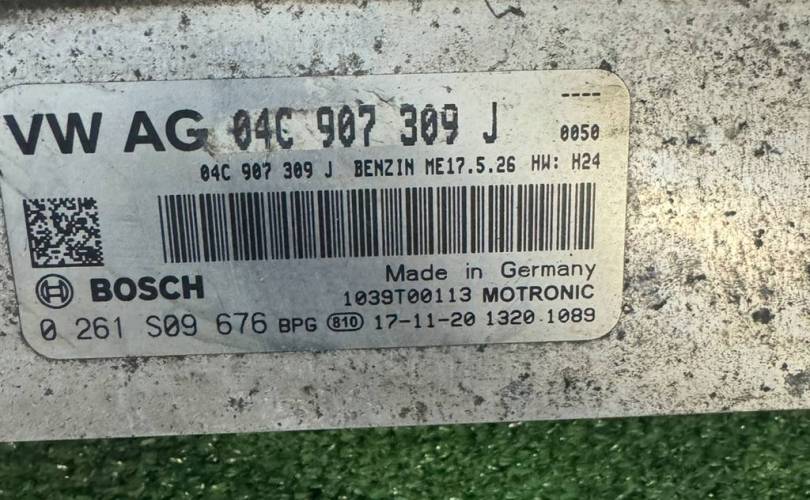 ----
VW AG 04C 907 309 J 0050
04C 907 309 J BENZIN ME17.5.26 HW: H24
Made in Germany
BOSCH 1039T00113 MOTRONIC
0 261 S09 676 BPG 810 17-11-20 1320 1089